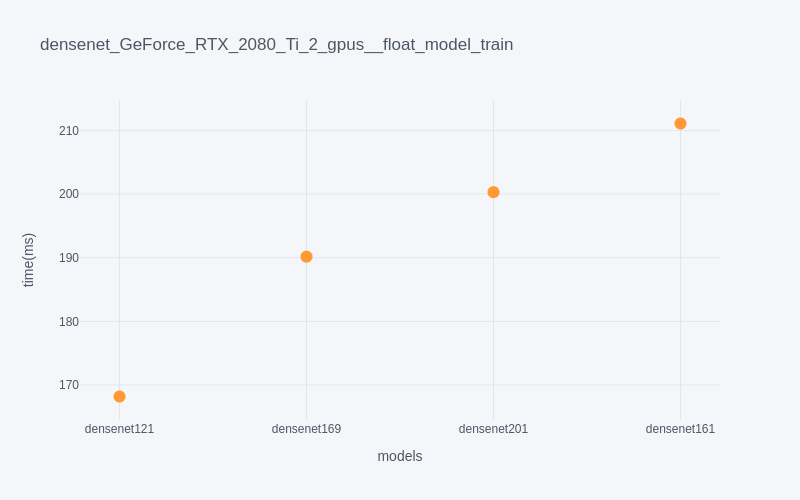 densenet_GeForce_RTX_2080_Ti_2_gpus__float_model_train
210
200
190
180
170
time(ms)
densenet121
densenet169
densenet201
densenet161
models